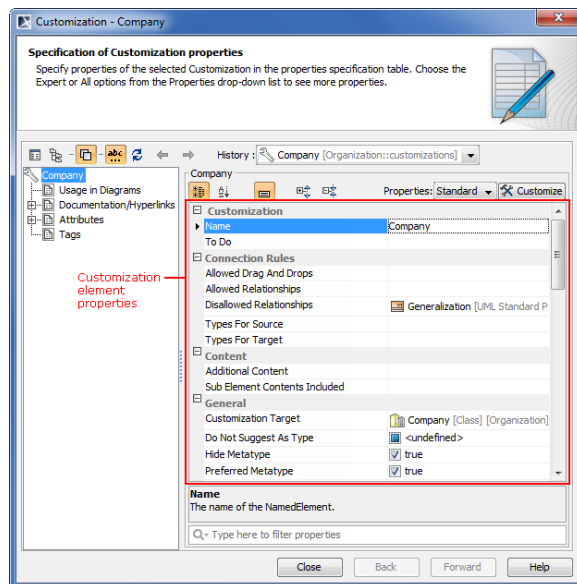 Customization - Company
Specification of Customization properties
Specify properties of the selected Customization in the properties specification table. Choose the
Expert or All options from the Properties drop-down list to see more properties.
History : Company [Organization::customizations]
Company
Usage in Diagrams
Documentation/Hyperlinks
Attributes
Tags
Customization
element
properties
Company
Properties: Standard Customize
Customization
Name Company
To Do
Connection Rules
Allowed Drag And Drops
Allowed Relationships
Disallowed Relationships Generalization [UML Standard P
Types For Source
Types For Target
Content
Additional Content
Sub Element Contents Included
General
Customization Target Company [Class] [Organization]
Do Not Suggest As Type <undefined>
Hide Metatype true
Preferred Metatype true
Name
The name of the NamedElement.
Type here to filter properties
Close Back Forward Help